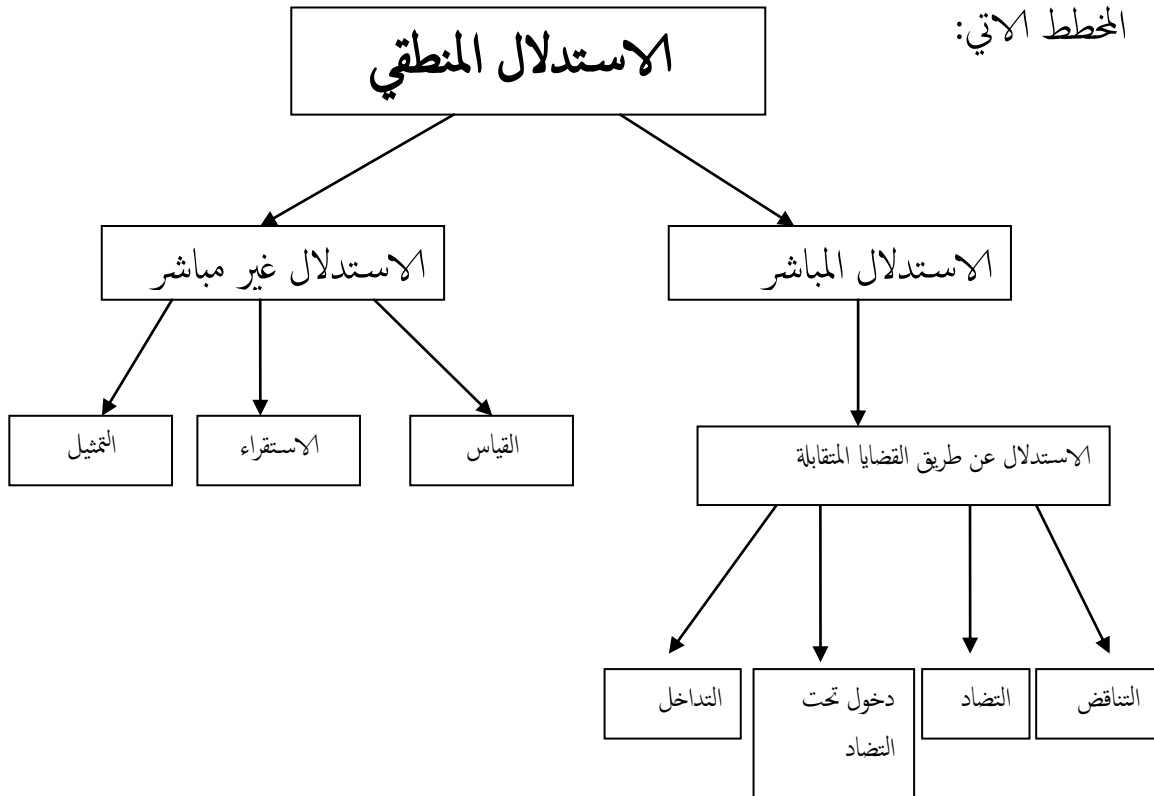 المخطط الاتي:
الاستدلال المنطقي
الاستدلال المباشر
الاستدلال غير مباشر
القياس
الاستقراء
التمثيل
الاستدلال عن طريق القضايا المتقابلة
التناقض
التضاد
دخول تحت
التضاد
التداخل